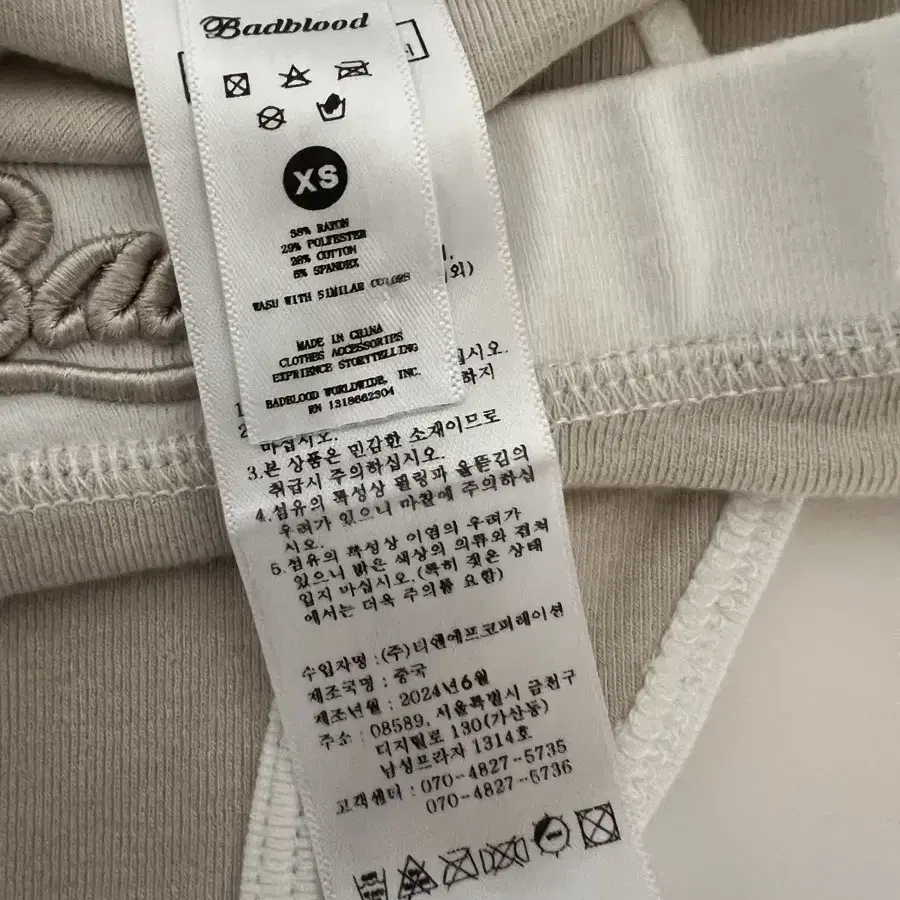 Badblood
XS
38% RAYON
29% POLYESTER
28% COTTON
5% SPANDEX
WASU WITH SIMILAR COLORS
외)
MADE IN CHINA
CLOTHES ACCESSORIES
EXPRIENCE STORYTELLING
BADBLOOD WORLDWIDE, INC.
RN 1318662304
십시오.
하지
마십시오.
3.본 상품은 민감한 소재이므로
취급시 주의하십시오.
4.섬유의 특성상 필링과 올뜯김의
우려가 있으니 마찰에 주의하십
시오.
5.섬유의 특성상 이염의 우려가
있으니 밝은 색상의 의류와 겹쳐
입지 마십시오.(특히 젖은 상태
에서는 더욱 주의를 요함)
수입자명 : (주)티앤에프코퍼레이션
제조국명 : 중국
제조년월 : 2024년6월
주소 : 08589, 서울특별시 금천구
디지털로 130(가산동)
남성프라자 1314호
고객센터 : 070-4827-5735
070-4827-5736